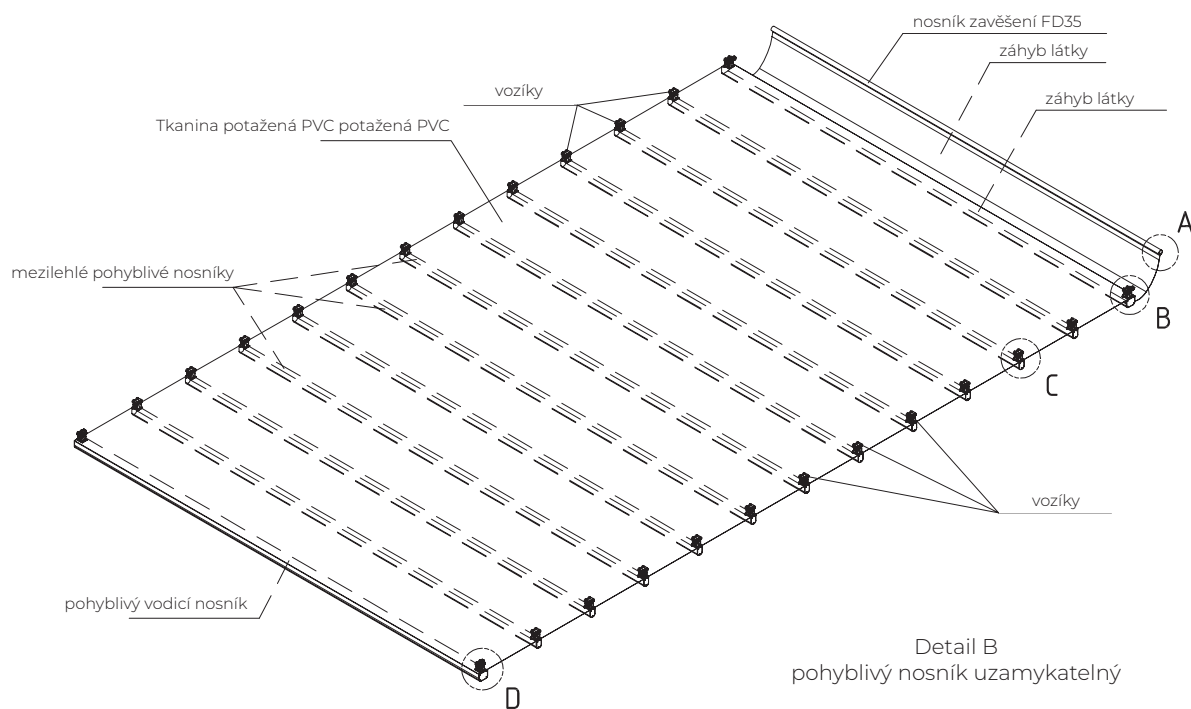 nosník zavěšení FD35
záhyb látky
vozíky
záhyb látky
Tkanina potažená PVC potažená PVC
A
mezilehlé pohyblivé nosníky
B
C
vozíky
pohyblivý vodicí nosník
Detail B
pohyblivý nosník uzamykatelný
D